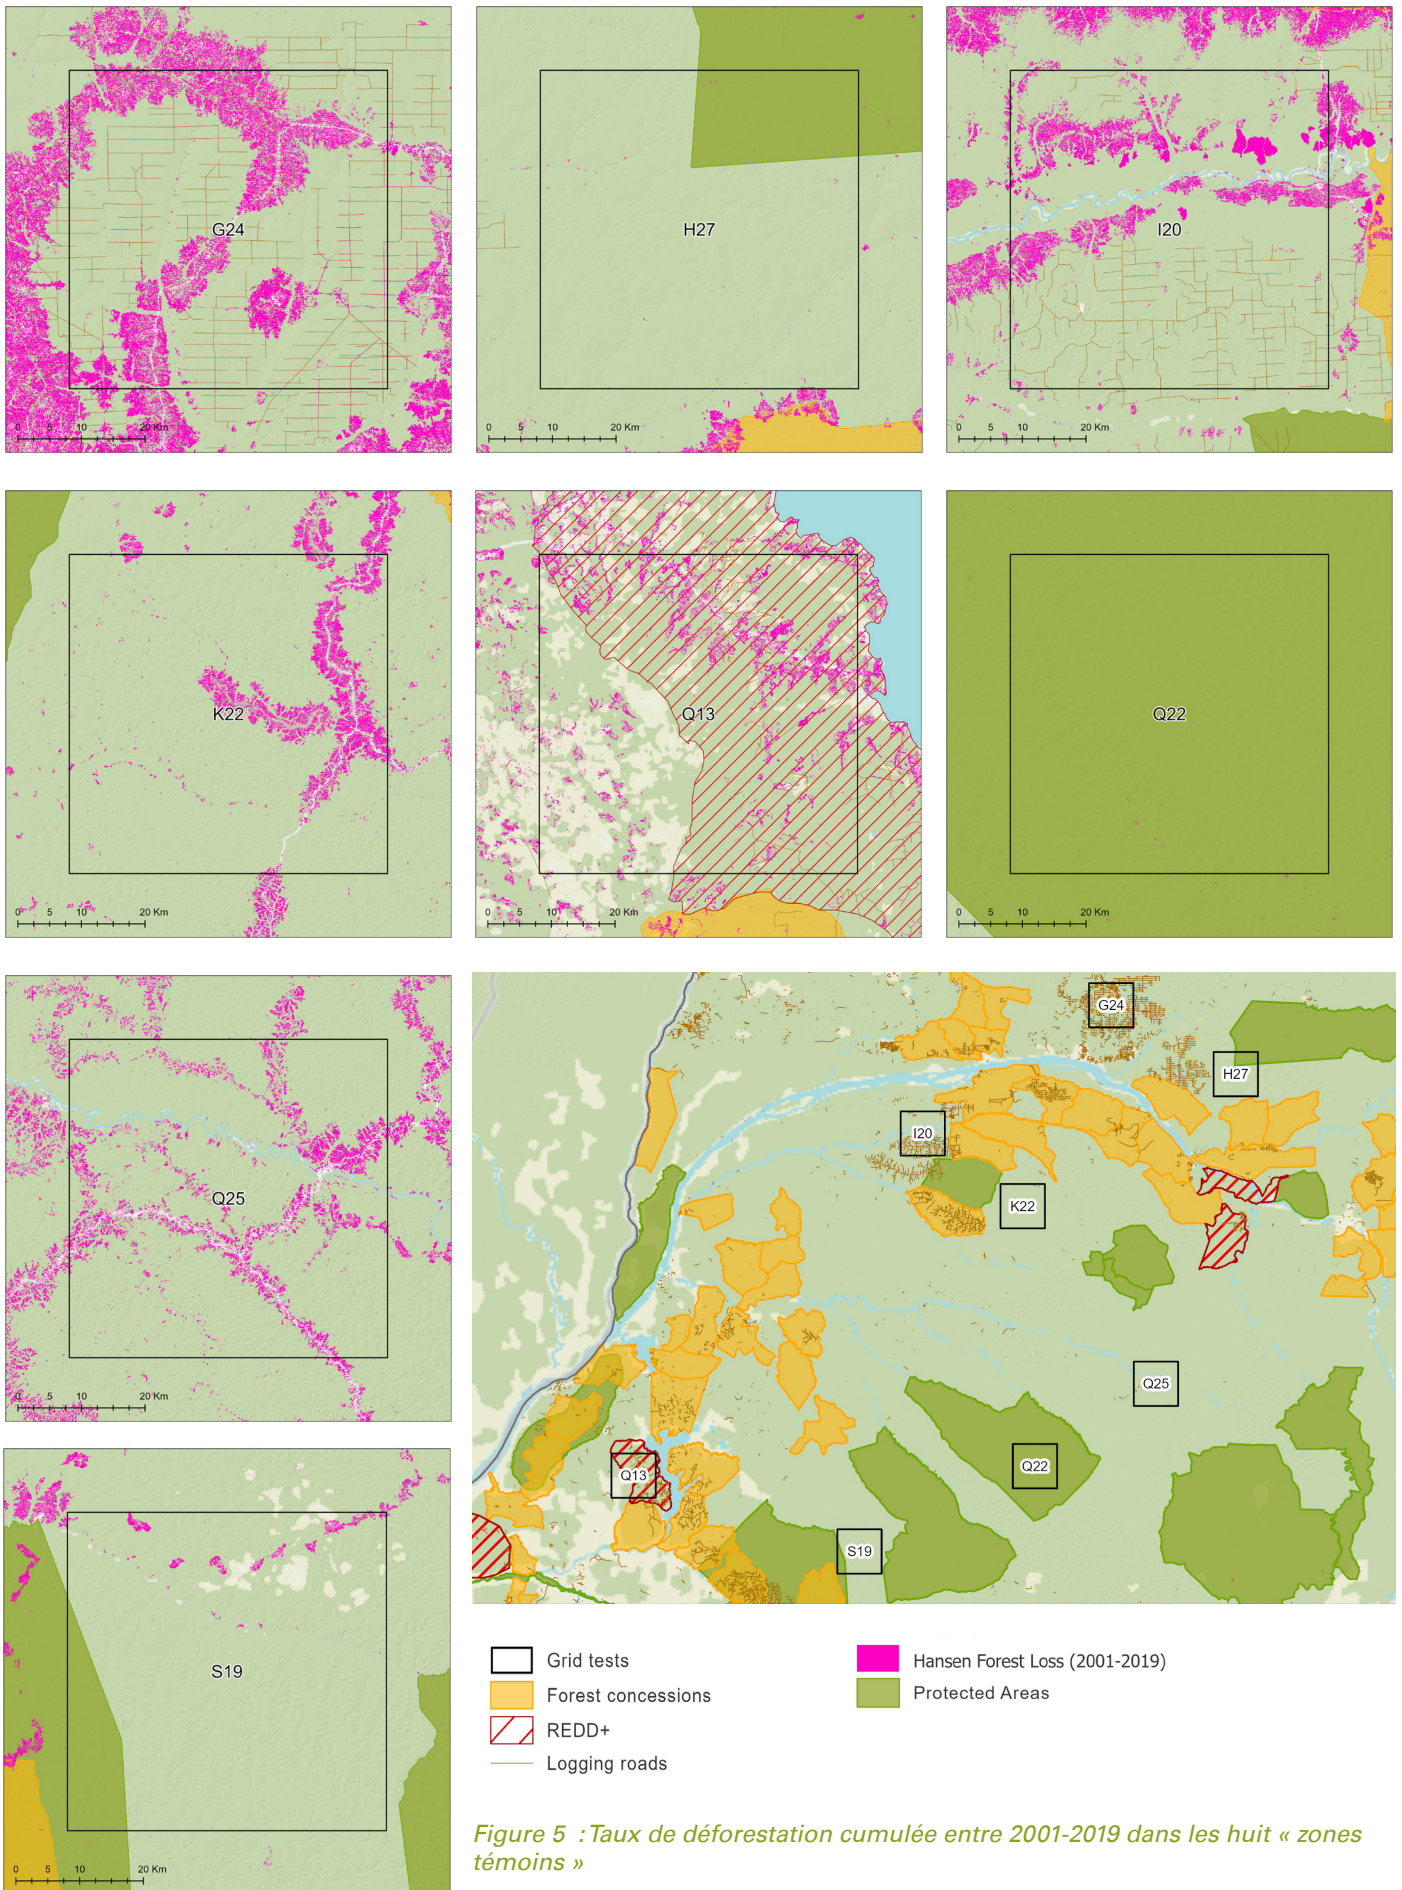 G24
0 5 10 20 Km
H27
0 5 10 20 Km
I20
0 5 10 20 Km
K22
0 5 10 20 Km
Q13
0 5 10 20 Km
Q22
0 5 10 20 Km
Q25
0 5 10 20 Km
S19
0 5 10 20 Km
G24
H27
I20
K22
Q25
Q22
Q13
S19
Grid tests
Forest concessions
REDD+
Logging roads
Hansen Forest Loss (2001-2019)
Protected Areas
Figure 5 : Taux de déforestation cumulée entre 2001-2019 dans les huit « zones
témoins »